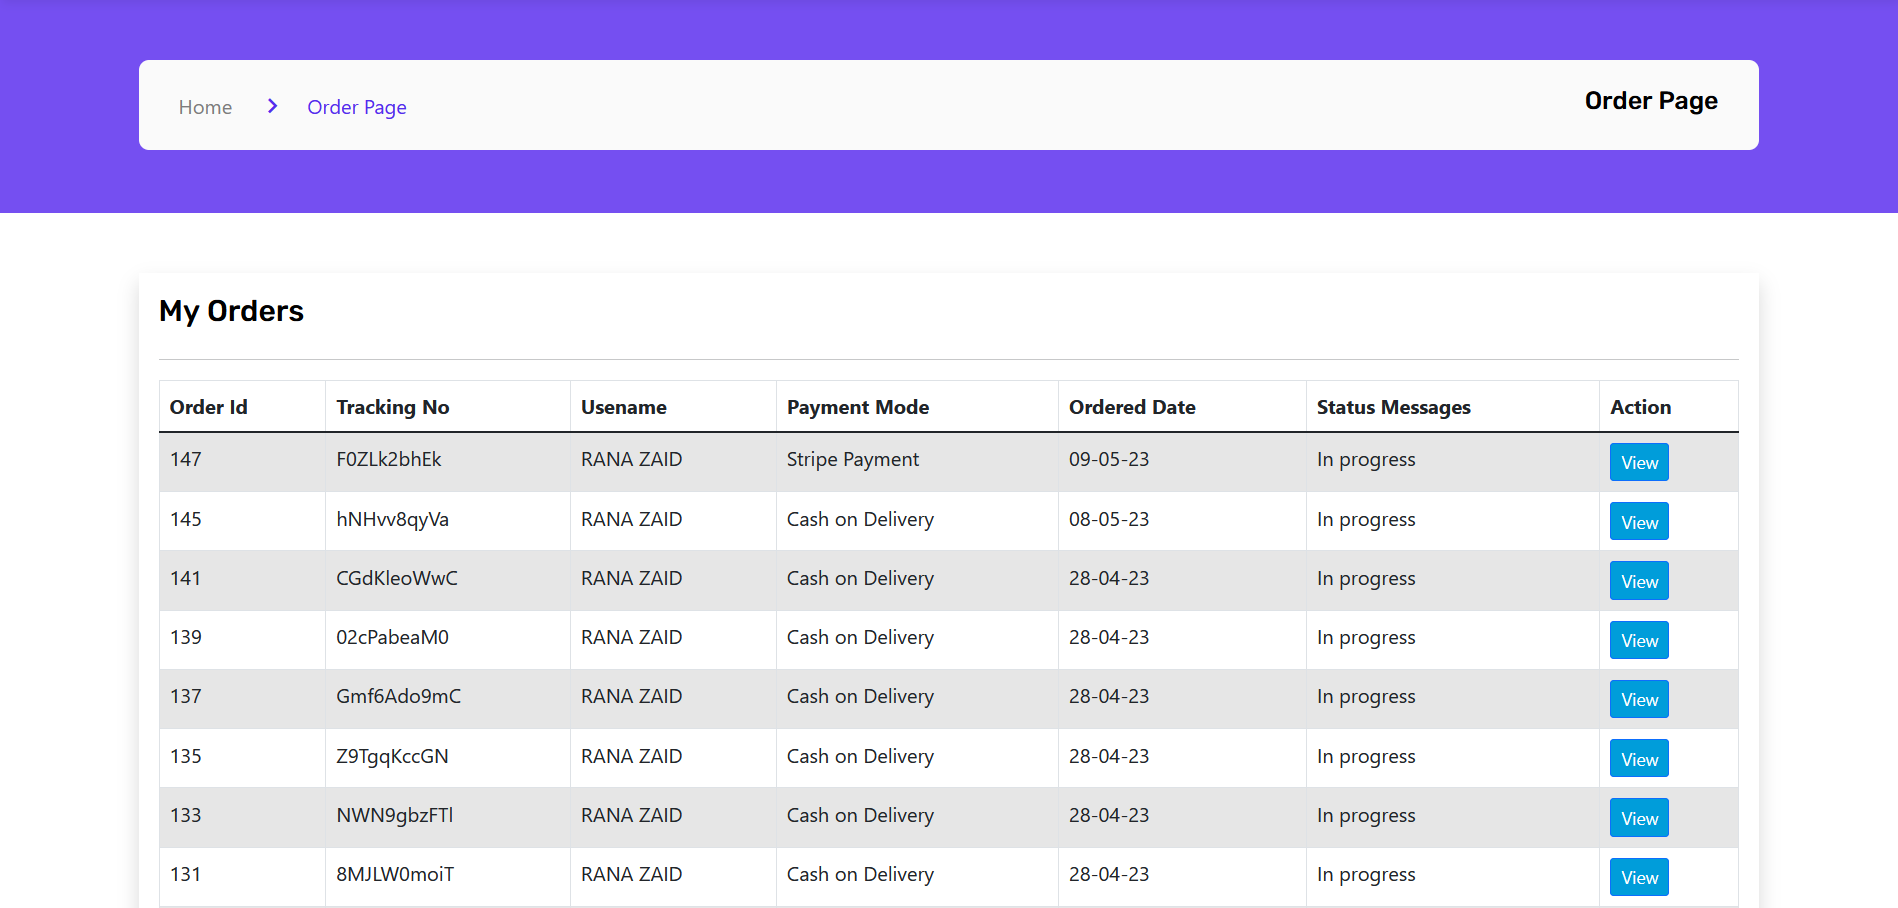 Home > Order Page
Order Page
My Orders
Order Id Tracking No Usename Payment Mode Ordered Date Status Messages Action
147 F0ZLk2bhEk RANA ZAID Stripe Payment 09-05-23 In progress View
145 hNHvv8qyVa RANA ZAID Cash on Delivery 08-05-23 In progress View
141 CGdKleoWwC RANA ZAID Cash on Delivery 28-04-23 In progress View
139 02cPabeaM0 RANA ZAID Cash on Delivery 28-04-23 In progress View
137 Gmf6Ado9mC RANA ZAID Cash on Delivery 28-04-23 In progress View
135 Z9TgqKccGN RANA ZAID Cash on Delivery 28-04-23 In progress View
133 NWN9gbzFTl RANA ZAID Cash on Delivery 28-04-23 In progress View
131 8MJLW0moiT RANA ZAID Cash on Delivery 28-04-23 In progress View